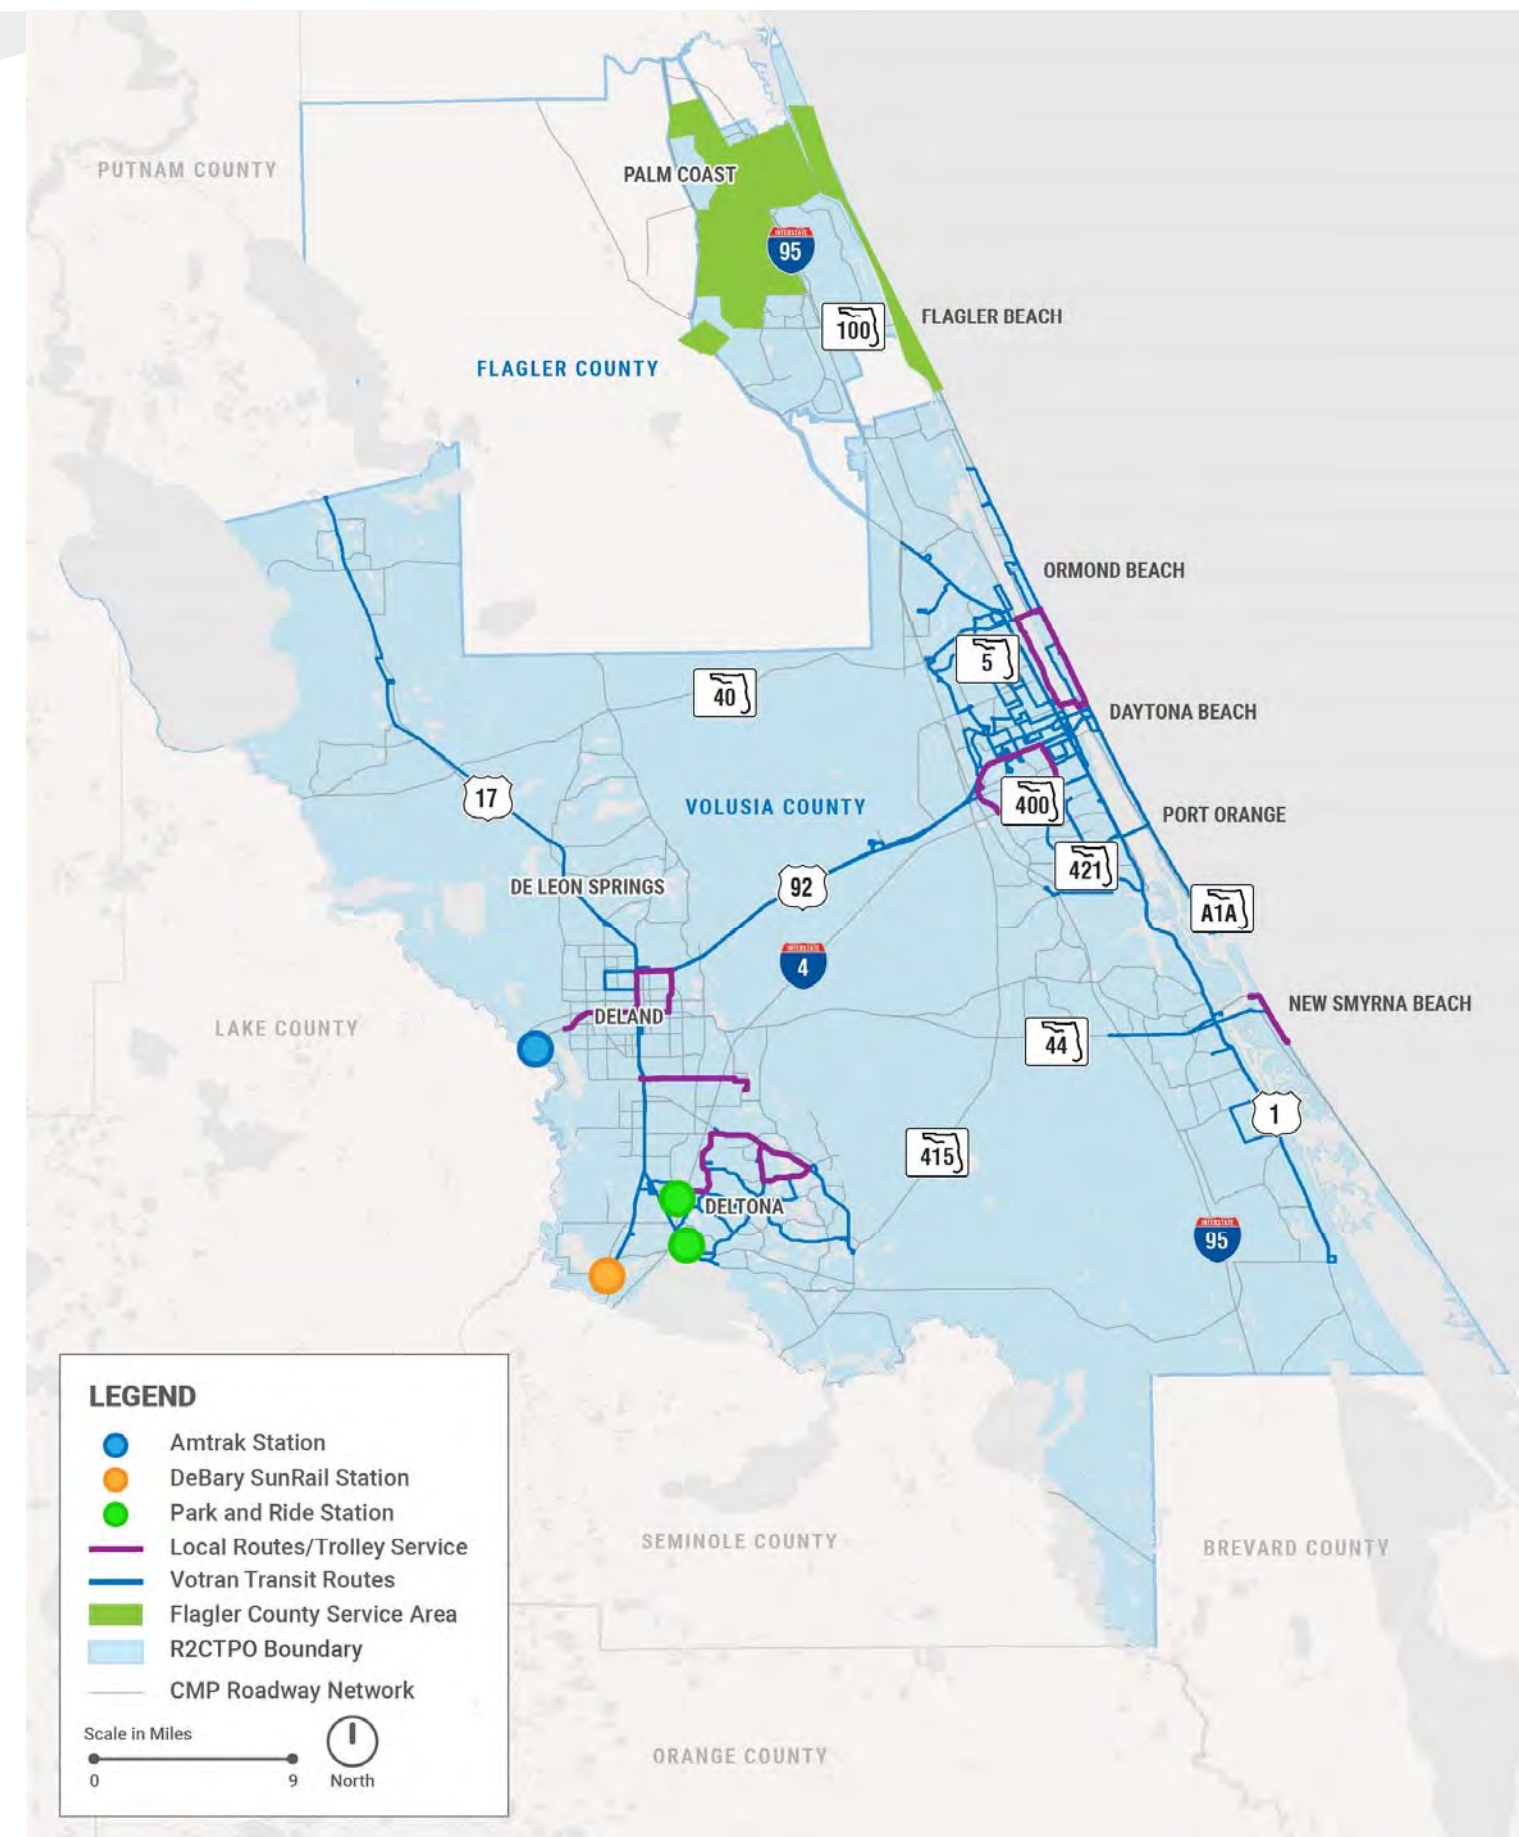 PUTNAM COUNTY
PALM COAST
INTERSTATE
95
100
FLAGLER BEACH
FLAGLER COUNTY
ORMOND BEACH
5
40
DAYTONA BEACH
17
VOLUSIA COUNTY
400
PORT ORANGE
421
DE LEON SPRINGS
92
A1A
INTERSTATE
4
NEW SMYRNA BEACH
DELAND
LAKE COUNTY
44
1
415
DELTONA
INTERSTATE
95
LEGEND
Amtrak Station
DeBary SunRail Station
Park and Ride Station
Local Routes/Trolley Service
Votran Transit Routes
Flagler County Service Area
R2CTPO Boundary
CMP Roadway Network
Scale in Miles
0 9
North
SEMINOLE COUNTY
BREVARD COUNTY
ORANGE COUNTY